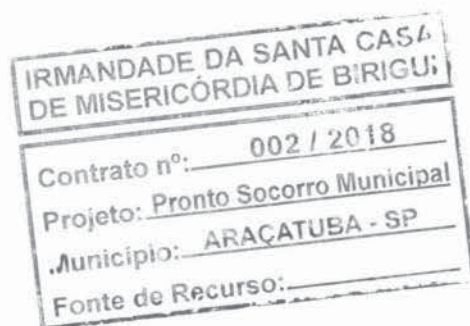 IRMANDADE DA SANTA CASA
DE MISERICÓRDIA DE BIRIGUI
Contrato nº: 002 / 2018
Projeto: Pronto Socorro Municipal
Município: ARAÇATUBA - SP
Fonte de Recurso: